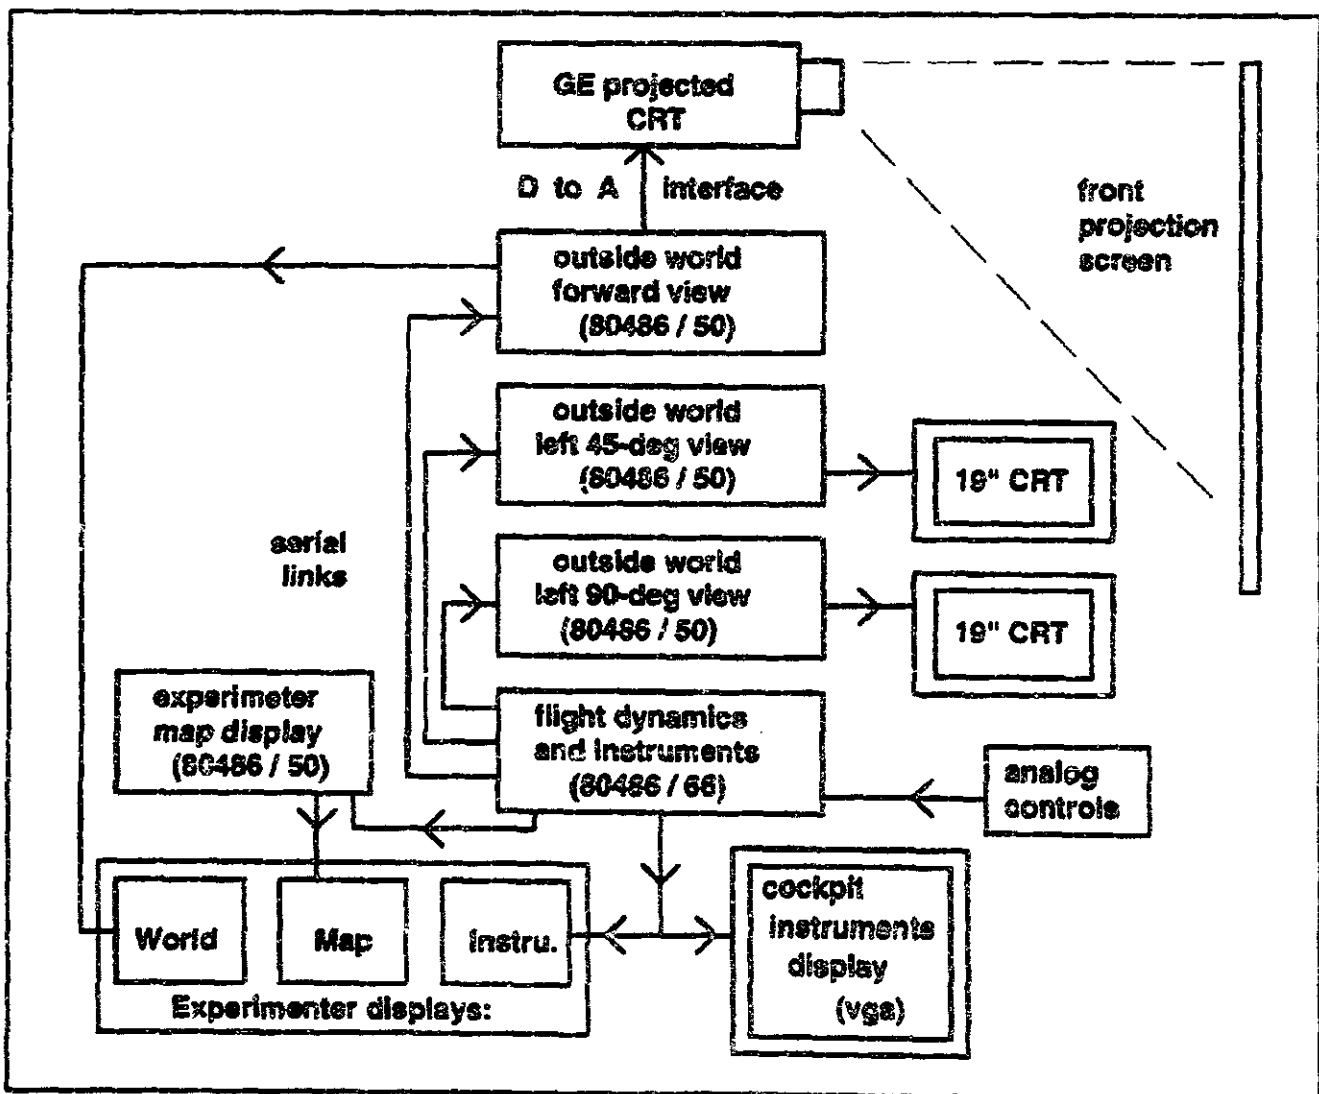 GE projected
CRT
D to A interface
front
projection
screen
outside world
forward view
(80486 / 50)
outside world
left 45-deg view
(80486 / 50)
19" CRT
serial
links
outside world
left 90-deg view
(80486 / 50)
19" CRT
experimeter
map display
(80486 / 50)
flight dynamics
and instruments
(80486 / 66)
analog
controls
World
Map
Instru.
Experimenter displays:
cockpit
instruments
display
(vga)